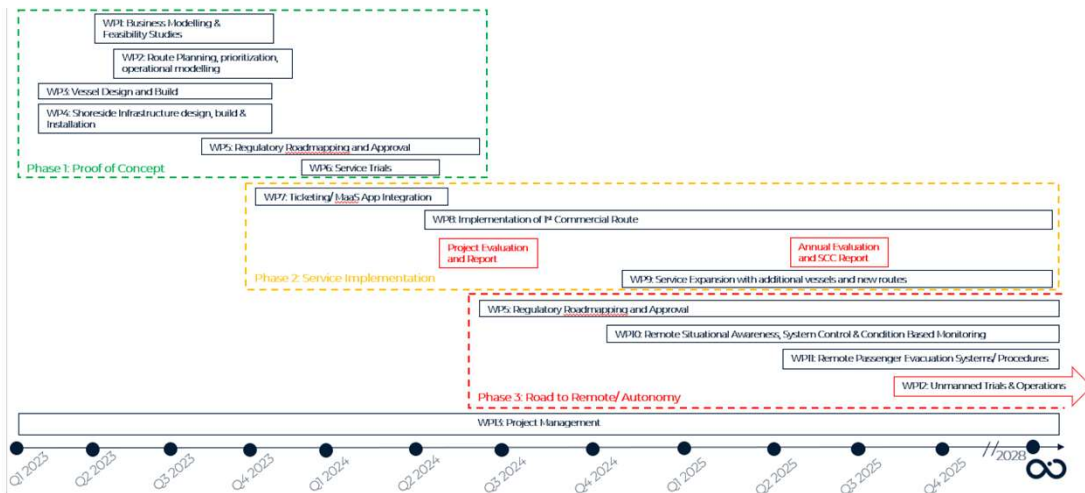 WP1: Business Modelling &
Feasibility Studies
WP2: Route Planning, prioritization,
operational modelling
WP3: Vessel Design and Build
WP4: Shoreside Infrastructure design, build &
Installation
WP5: Regulatory Roadmapping and Approval
Phase 1: Proof of Concept
WP6: Service Trials
WP7: Ticketing/ MaaS App Integration
WP8: Implementation of 1st Commercial Route
Project Evaluation
and Report
Annual Evaluation
and SCC Report
Phase 2: Service Implementation
WP9: Service Expansion with additional vessels and new routes
WP5: Regulatory Roadmapping and Approval
WP10: Remote Situational Awareness, System Control & Condition Based Monitoring
WP11: Remote Passenger Evacuation Systems/ Procedures
WP12: Unmanned Trials & Operations
Phase 3: Road to Remote/ Autonomy
WP13: Project Management
Q1 2023
Q2 2023
Q3 2023
Q4 2023
Q1 2024
Q2 2024
Q3 2024
Q4 2024
Q1 2025
Q2 2025
Q3 2025
Q4 2025
//2028
∞